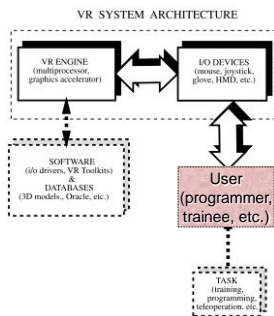 VR SYSTEM ARCHITECTURE
VR ENGINE
(multiprocessor,
graphics accelerator)
I/O DEVICES
(mouse, joystick,
glove, HMD, etc.)
SOFTWARE
(i/o drivers, VR Toolkits)
&
DATABASES
(3D models., Oracle, etc.)
User
(programmer,
trainee, etc.)
TASK
(training,
programming,
teleoperation. etc.)